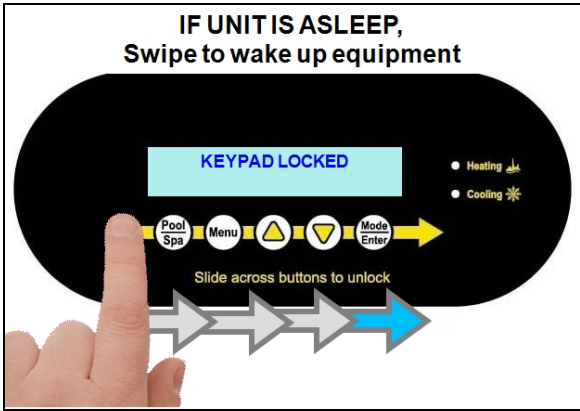 IF UNIT IS ASLEEP,
Swipe to wake up equipment
KEYPAD LOCKED
Heating
Cooling
Pool
Spa
Menu
Mode
Enter
Slide across buttons to unlock